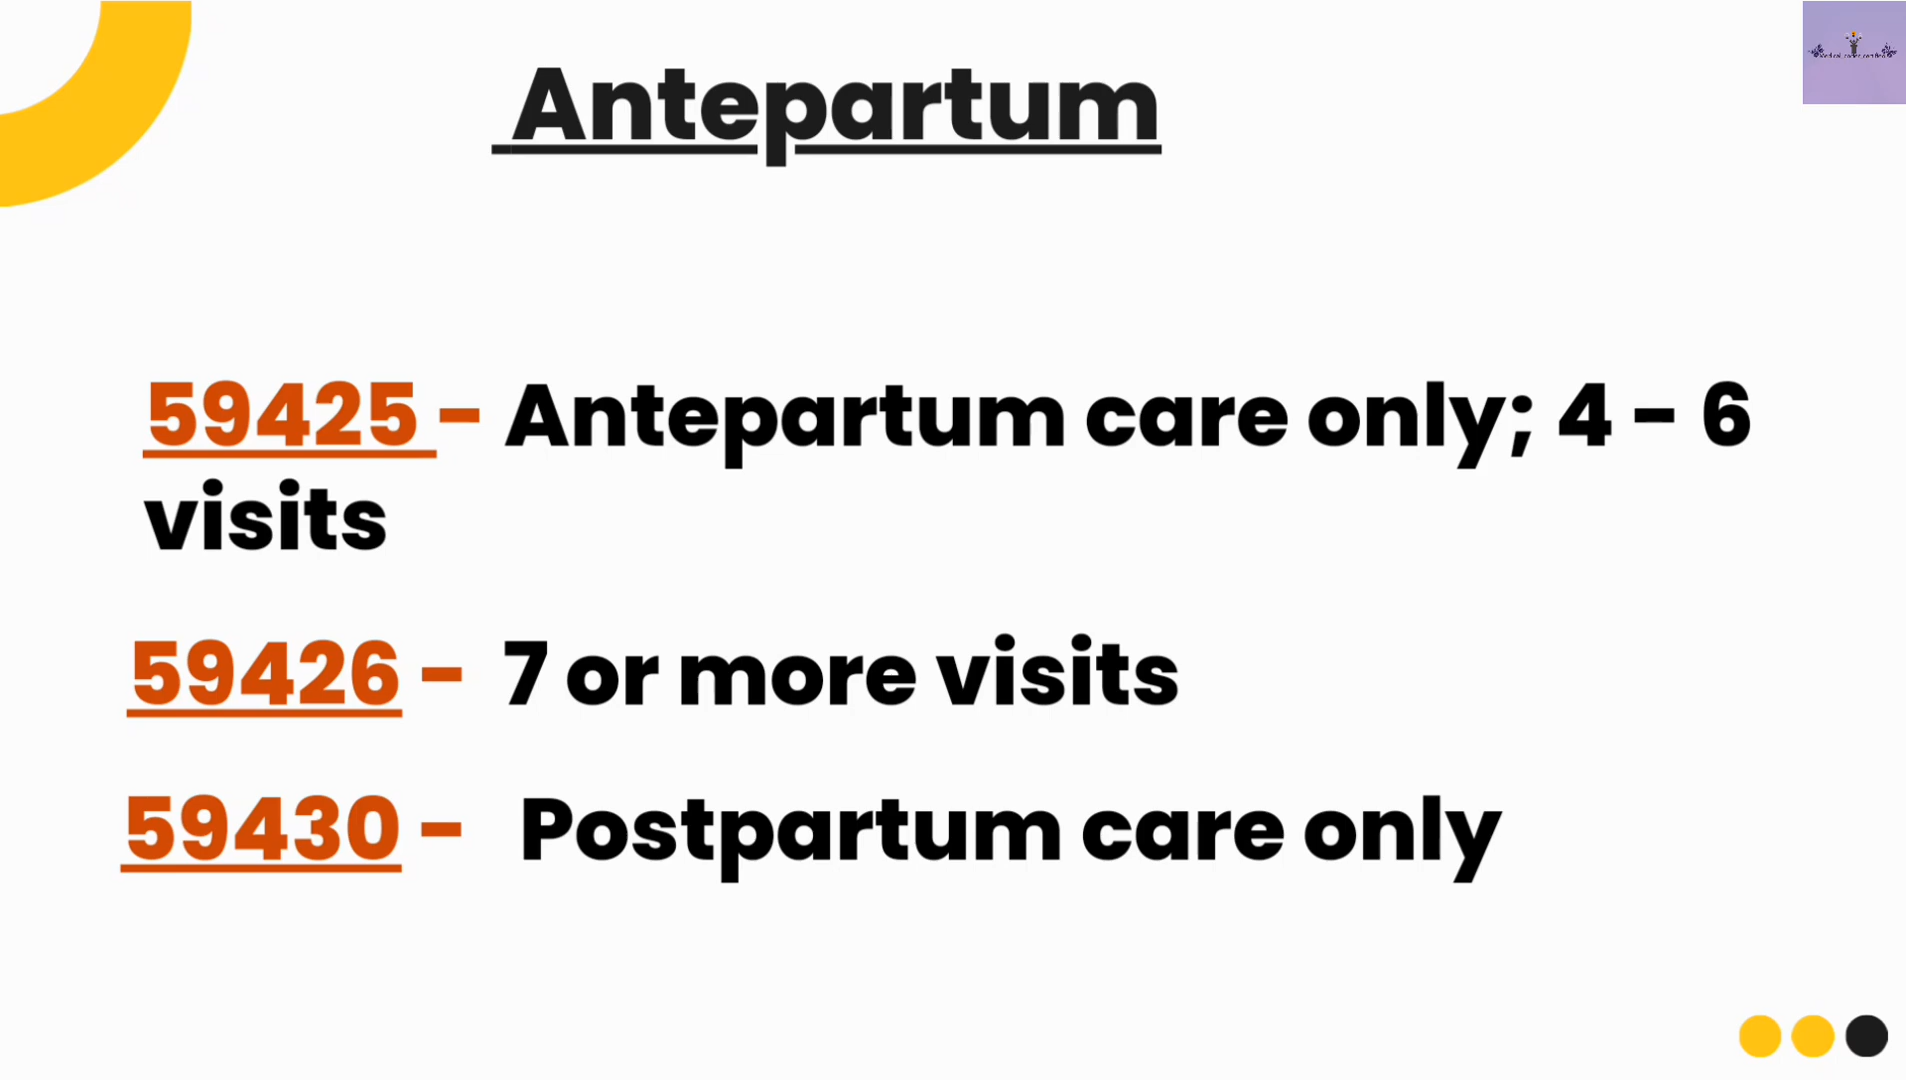 Antepartum
59425 - Antepartum care only; 4 - 6
visits
59426 - 7 or more visits
59430 - Postpartum care only